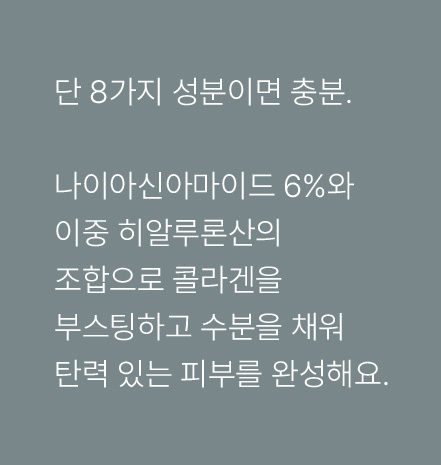 단 8가지 성분이면 충분.
나이아신아마이드 6%와
이중 히알루론산의
조합으로 콜라겐을
부스팅하고 수분을 채워
탄력 있는 피부를 완성해요.